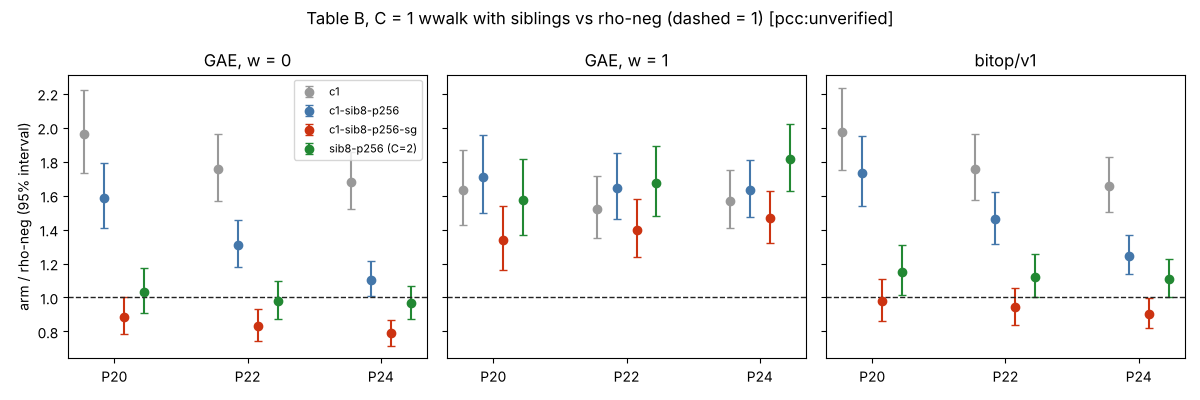 Table B, C = 1 wwalk with siblings vs rho-neg (dashed = 1) [pcc:unverified]
GAE, w = 0
GAE, w = 1
bitop/v1
arm / rho-neg (95% interval)
2.2
2.0
1.8
1.6
1.4
1.2
1.0
0.8
c1
c1-sib8-p256
c1-sib8-p256-sg
sib8-p256 (C=2)
P20
P22
P24
P20
P22
P24
P20
P22
P24